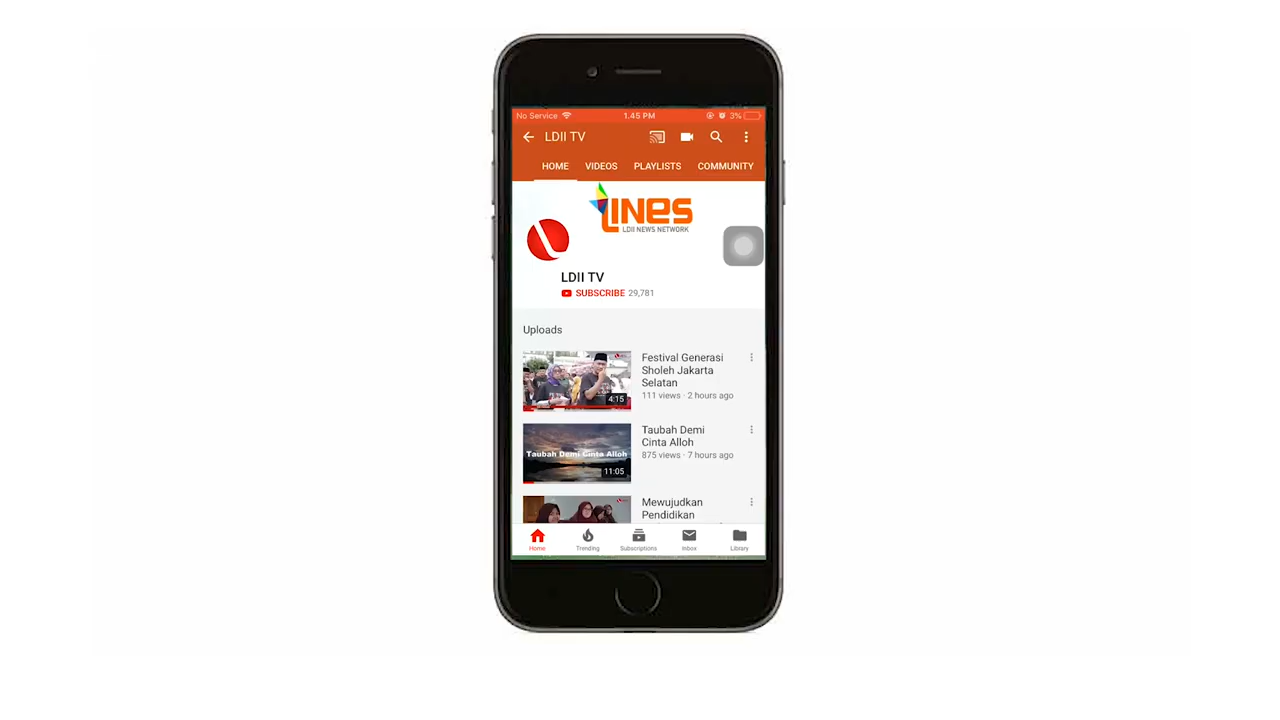 No Service 1.45 PM 3%
LDII TV
HOME VIDEOS PLAYLISTS COMMUNITY
LINES
LDII NEWS NETWORK
LDII TV
SUBSCRIBE 29,781
Uploads
Festival Generasi
Sholeh Jakarta
Selatan
111 views · 2 hours ago
4:15
Taubah Demi
Cinta Alloh
875 views · 7 hours ago
Taubah Demi Cinta Alloh
11:05
Mewujudkan
Pendidikan
Home Trending Subscriptions Inbox Library